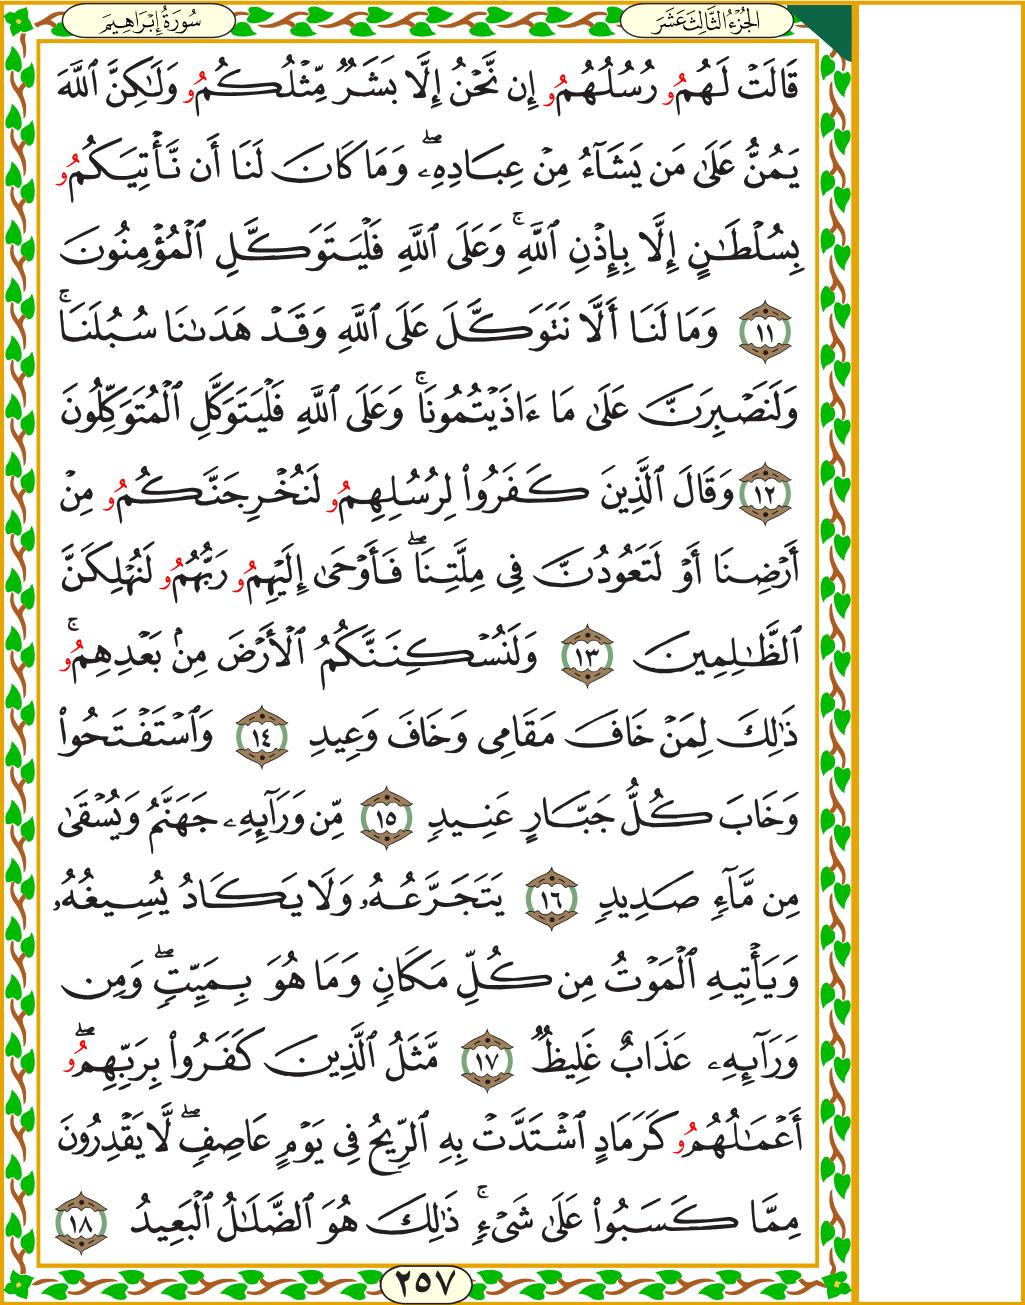 الجُزْءُ الثَّالِثَ عَشَرَ
سُورَةُ إِبْرَاهِيمَ
قَالَتْ لَهُمُۥ رُسُلُهُمُۥ إِن نَّحْنُ إِلَّا بَشَرٌ مِّثْلُكُمُۥ وَلَٰكِنَّ ٱللَّهَ
يَمُنُّ عَلَىٰ مَن يَشَآءُ مِنْ عِبَادِهِۦۖ وَمَا كَانَ لَنَا أَن نَّأْتِيَكُمُۥ
بِسُلْطَٰنٍ إِلَّا بِإِذْنِ ٱللَّهِۚ وَعَلَى ٱللَّهِ فَلْيَتَوَكَّلِ ٱلْمُؤْمِنُونَ
١١ وَمَا لَنَا أَلَّا نَتَوَكَّلَ عَلَى ٱللَّهِ وَقَدْ هَدَىٰنَا سُبُلَنَاۚ
وَلَنَصْبِرَنَّ عَلَىٰ مَا ءَاذَيْتُمُونَاۚ وَعَلَى ٱللَّهِ فَلْيَتَوَكَّلِ ٱلْمُتَوَكِّلُونَ
١٢ وَقَالَ ٱلَّذِينَ كَفَرُوا۟ لِرُسُلِهِمُۥ لَنُخْرِجَنَّكُمُۥ مِنْ
أَرْضِنَا أَوْ لَتَعُودُنَّ فِى مِلَّتِنَاۖ فَأَوْحَىٰ إِلَيْهِمُۥ رَبُّهُمُۥ لَنُهْلِكَنَّ
ٱلظَّٰلِمِينَ ١٣ وَلَنُسْكِنَنَّكُمُ ٱلْأَرْضَ مِنۢ بَعْدِهِمُۥۚ
ذَٰلِكَ لِمَنْ خَافَ مَقَامِى وَخَافَ وَعِيدِ ١٤ وَٱسْتَفْتَحُوا۟
وَخَابَ كُلُّ جَبَّارٍ عَنِيدٍ ١٥ مِّن وَرَآئِهِۦ جَهَنَّمُ وَيُسْقَىٰ
مِن مَّآءٍ صَدِيدٍ ١٦ يَتَجَرَّعُهُۥ وَلَا يَكَادُ يُسِيغُهُۥ
وَيَأْتِيهِ ٱلْمَوْتُ مِن كُلِّ مَكَانٍ وَمَا هُوَ بِمَيِّتٍۖ وَمِن
وَرَآئِهِۦ عَذَابٌ غَلِيظٌ ١٧ مَّثَلُ ٱلَّذِينَ كَفَرُوا۟ بِرَبِّهِمُۥۖ
أَعْمَٰلُهُمُۥ كَرَمَادٍ ٱشْتَدَّتْ بِهِ ٱلرِّيحُ فِى يَوْمٍ عَاصِفٍۖ لَّا يَقْدِرُونَ
مِمَّا كَسَبُوا۟ عَلَىٰ شَىْءٍۚ ذَٰلِكَ هُوَ ٱلضَّلَٰلُ ٱلْبَعِيدُ ١٨
٢٥٧